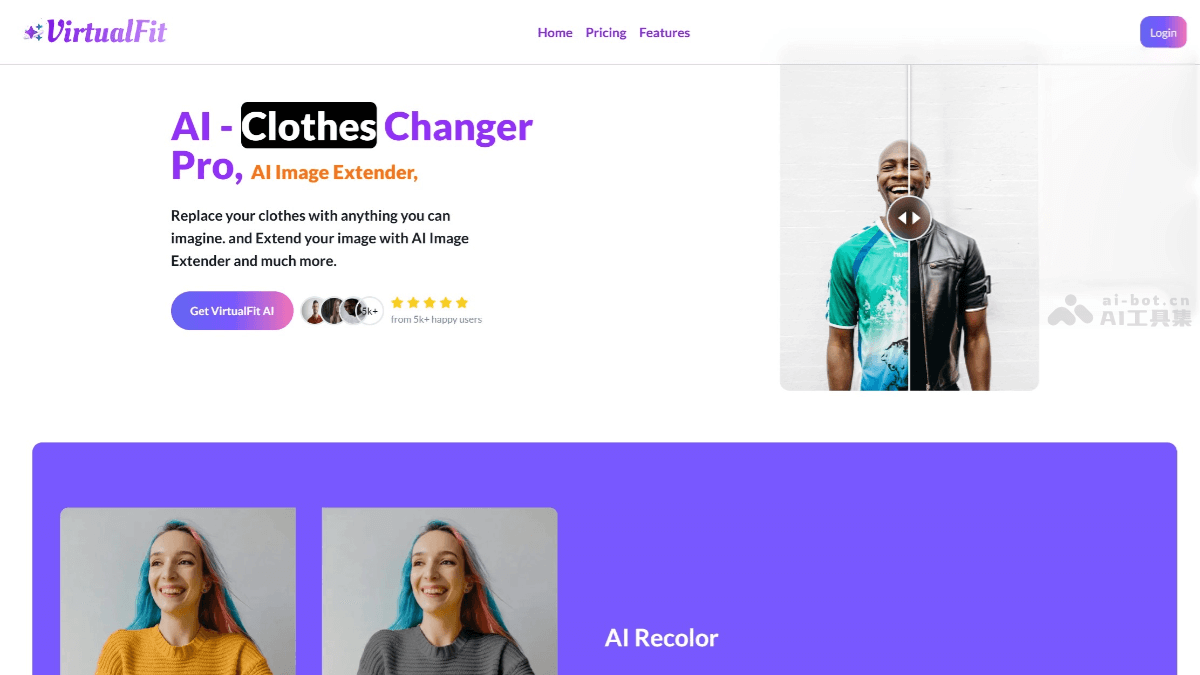 VirtualFit
Home Pricing Features
Login
AI - Clothes Changer
Pro, AI Image Extender,
Replace your clothes with anything you can
imagine. and Extend your image with AI Image
Extender and much more.
Get VirtualFit AI
5k+
from 5k+ happy users
ai-bot.cn
AI工具集
AI Recolor